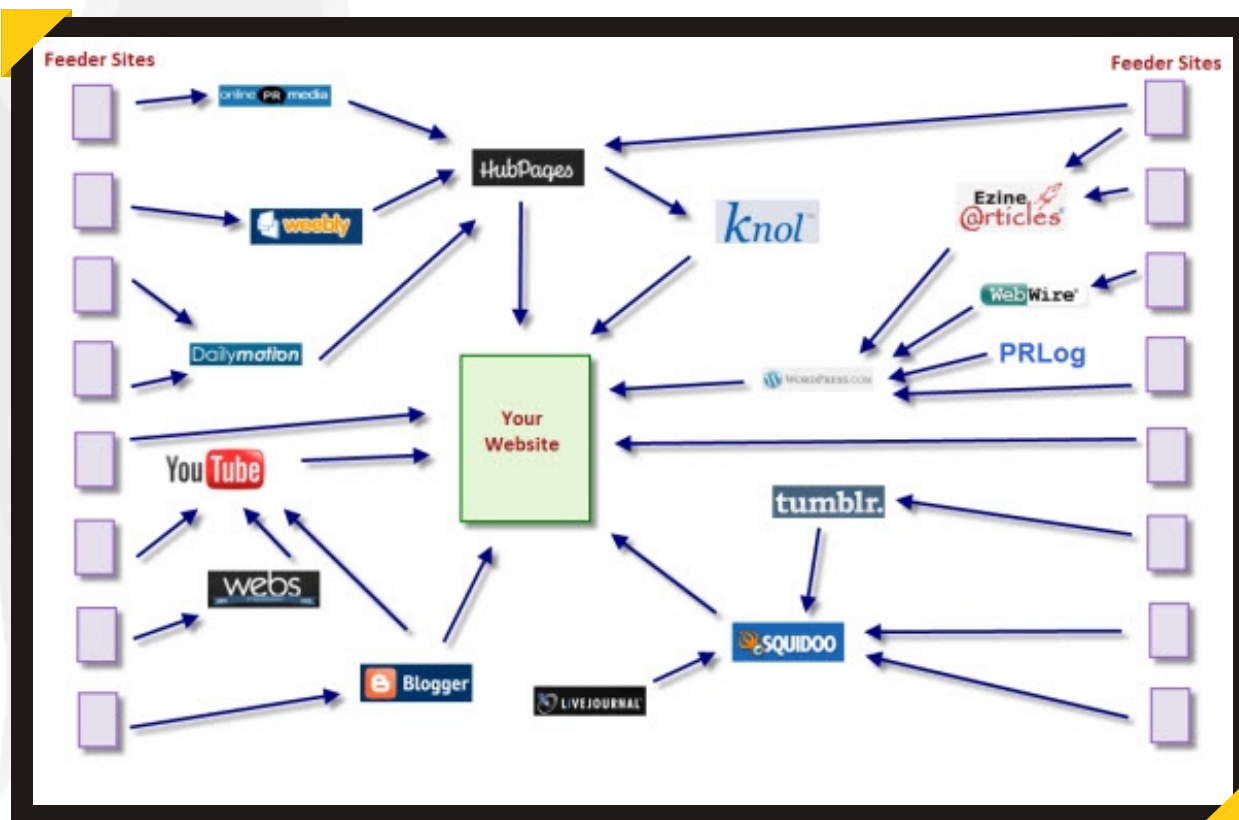 Feeder Sites
Feeder Sites
online PR media
HubPages
weebly
knol™
Ezine
@rticles
WebWire®
Dailymotion
PRLog
WORDPRESS.COM
Your
Website
YouTube
tumblr.
webs
SQUIDOO
Blogger
LIVEJOURNAL